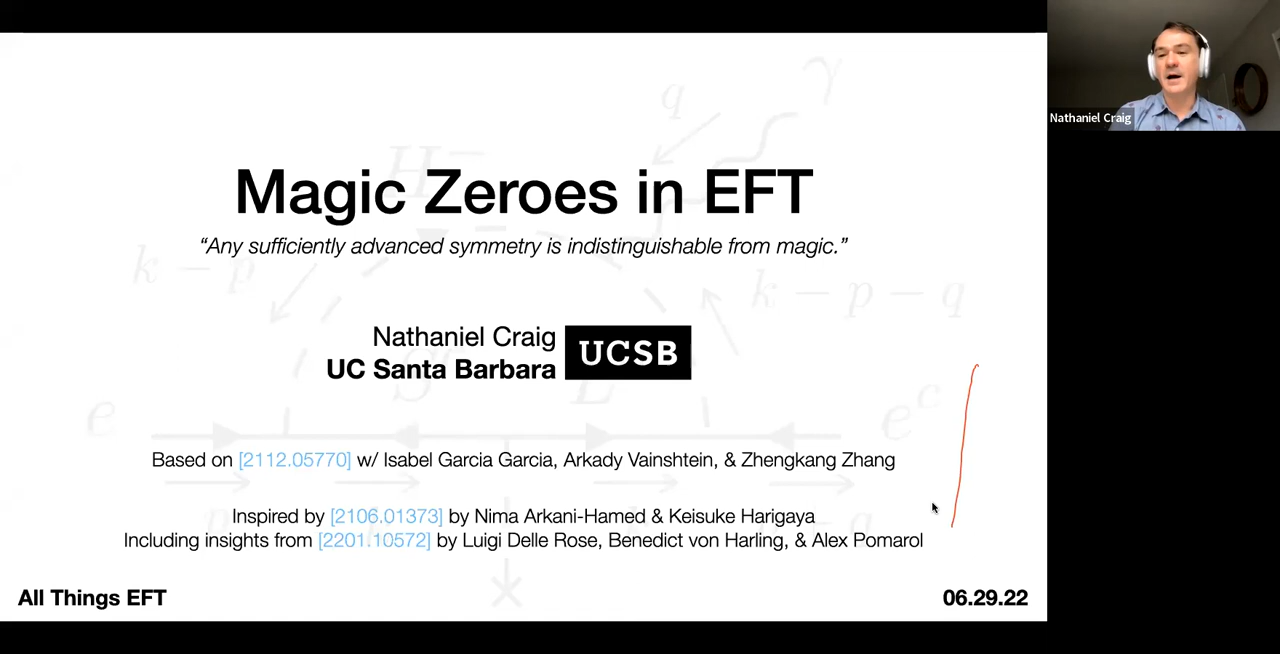 Magic Zeroes in EFT
“Any sufficiently advanced symmetry is indistinguishable from magic.”
Nathaniel Craig
UC Santa Barbara
UCSB
Based on [2112.05770] w/ Isabel Garcia Garcia, Arkady Vainshtein, & Zhengkang Zhang
Inspired by [2106.01373] by Nima Arkani-Hamed & Keisuke Harigaya
Including insights from [2201.10572] by Luigi Delle Rose, Benedict von Harling, & Alex Pomarol
All Things EFT
06.29.22
Nathaniel Craig
q
γ
H⁻
k − p
k − p − q
e
L
eᶜ